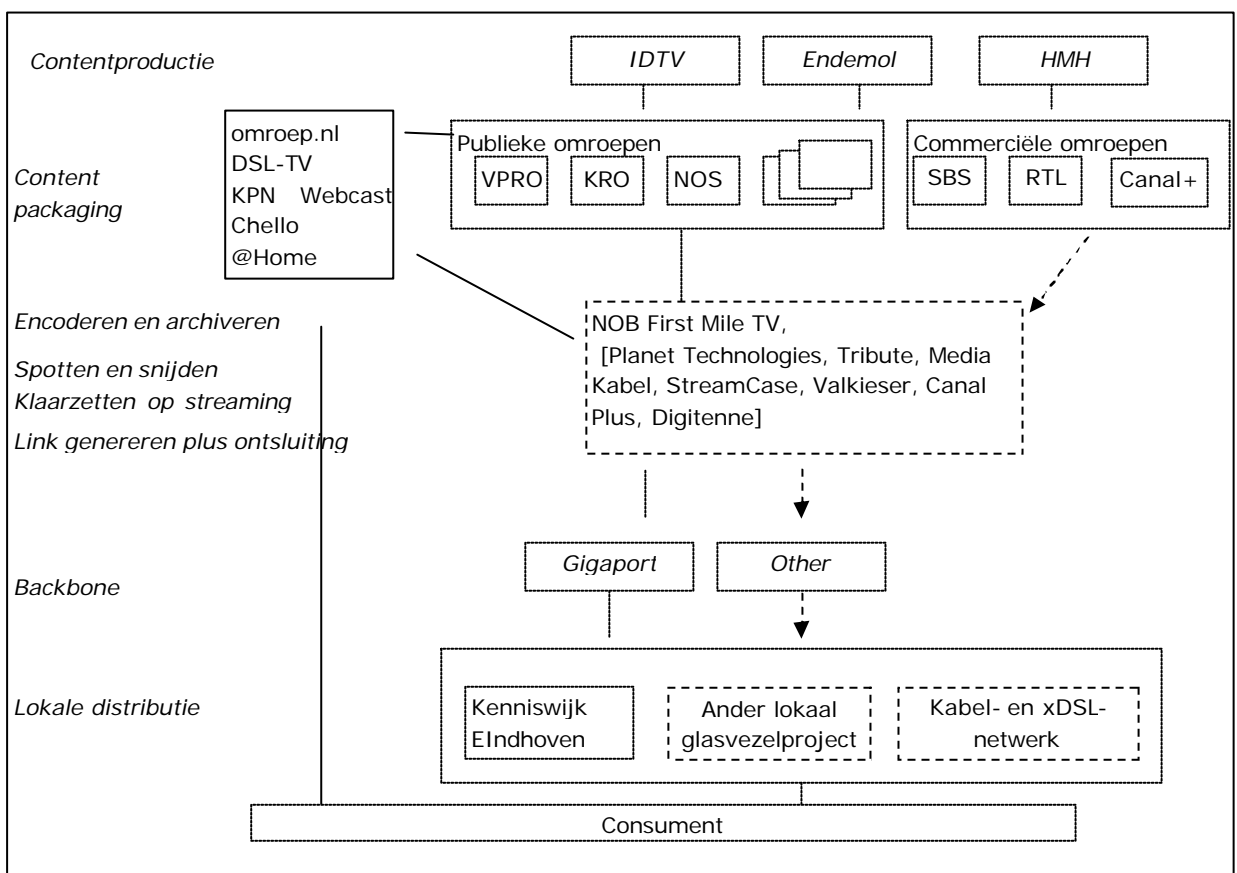 Contentproductie
IDTV
Endemol
HMH
omroep.nl
DSL-TV
KPN Webcast
Chello
@Home
Content
packaging
Publieke omroepen
VPRO
KRO
NOS
Commerciële omroepen
SBS
RTL
Canal+
Encoderen en archiveren
Spotten en snijden
Klaarzetten op streaming
Link genereren plus ontsluiting
NOB First Mile TV,
[Planet Technologies, Tribute, Media
Kabel, StreamCase, Valkieser, Canal
Plus, Digitenne]
Backbone
Gigaport
Other
Lokale distributie
Kenniswijk
EIndhoven
Ander lokaal
glasvezelproject
Kabel- en xDSL-
netwerk
Consument